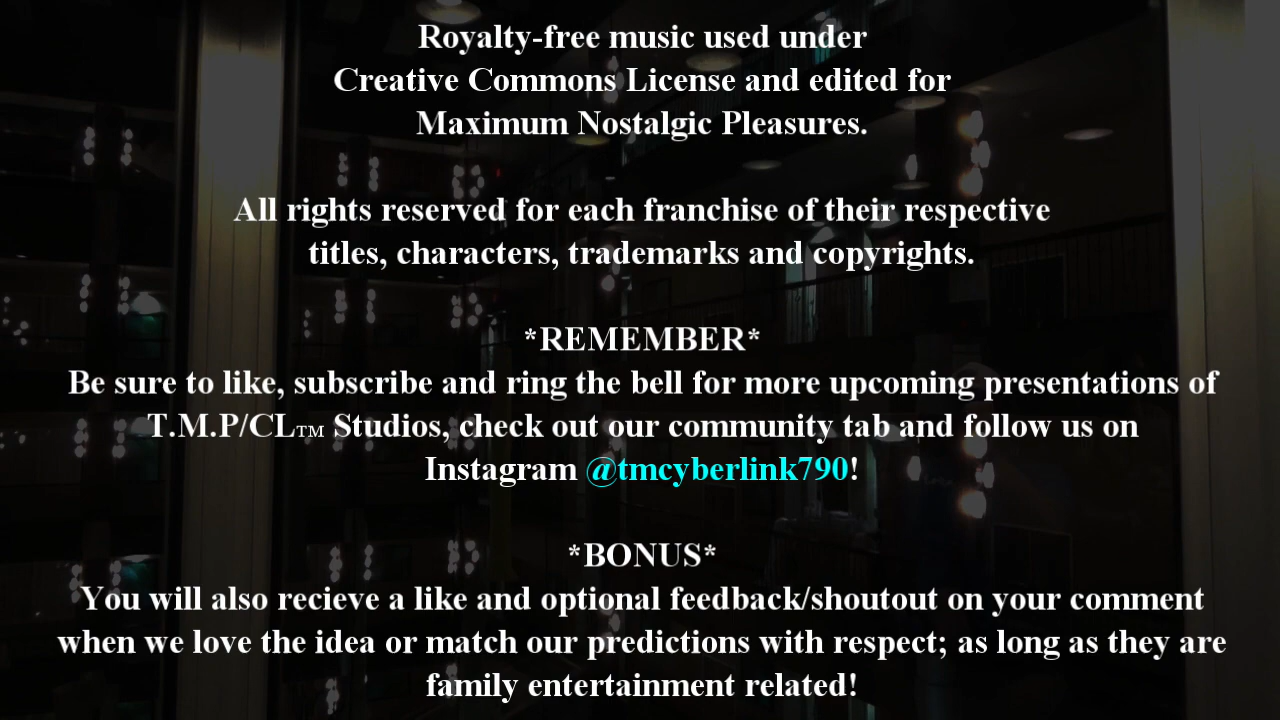 Royalty-free music used under
Creative Commons License and edited for
Maximum Nostalgic Pleasures.
All rights reserved for each franchise of their respective
titles, characters, trademarks and copyrights.
*REMEMBER*
Be sure to like, subscribe and ring the bell for more upcoming presentations of
T.M.P/CL™ Studios, check out our community tab and follow us on
Instagram @tmcyberlink790!
*BONUS*
You will also recieve a like and optional feedback/shoutout on your comment
when we love the idea or match our predictions with respect; as long as they are
family entertainment related!